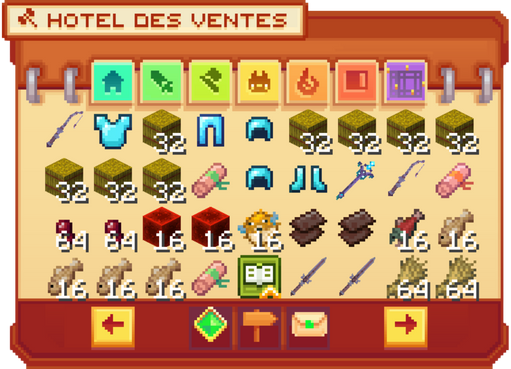 HOTEL DES VENTES
32 32 32 32 32
32 32 32
64 64 16 16 16 16 16
16 16 16 64 64